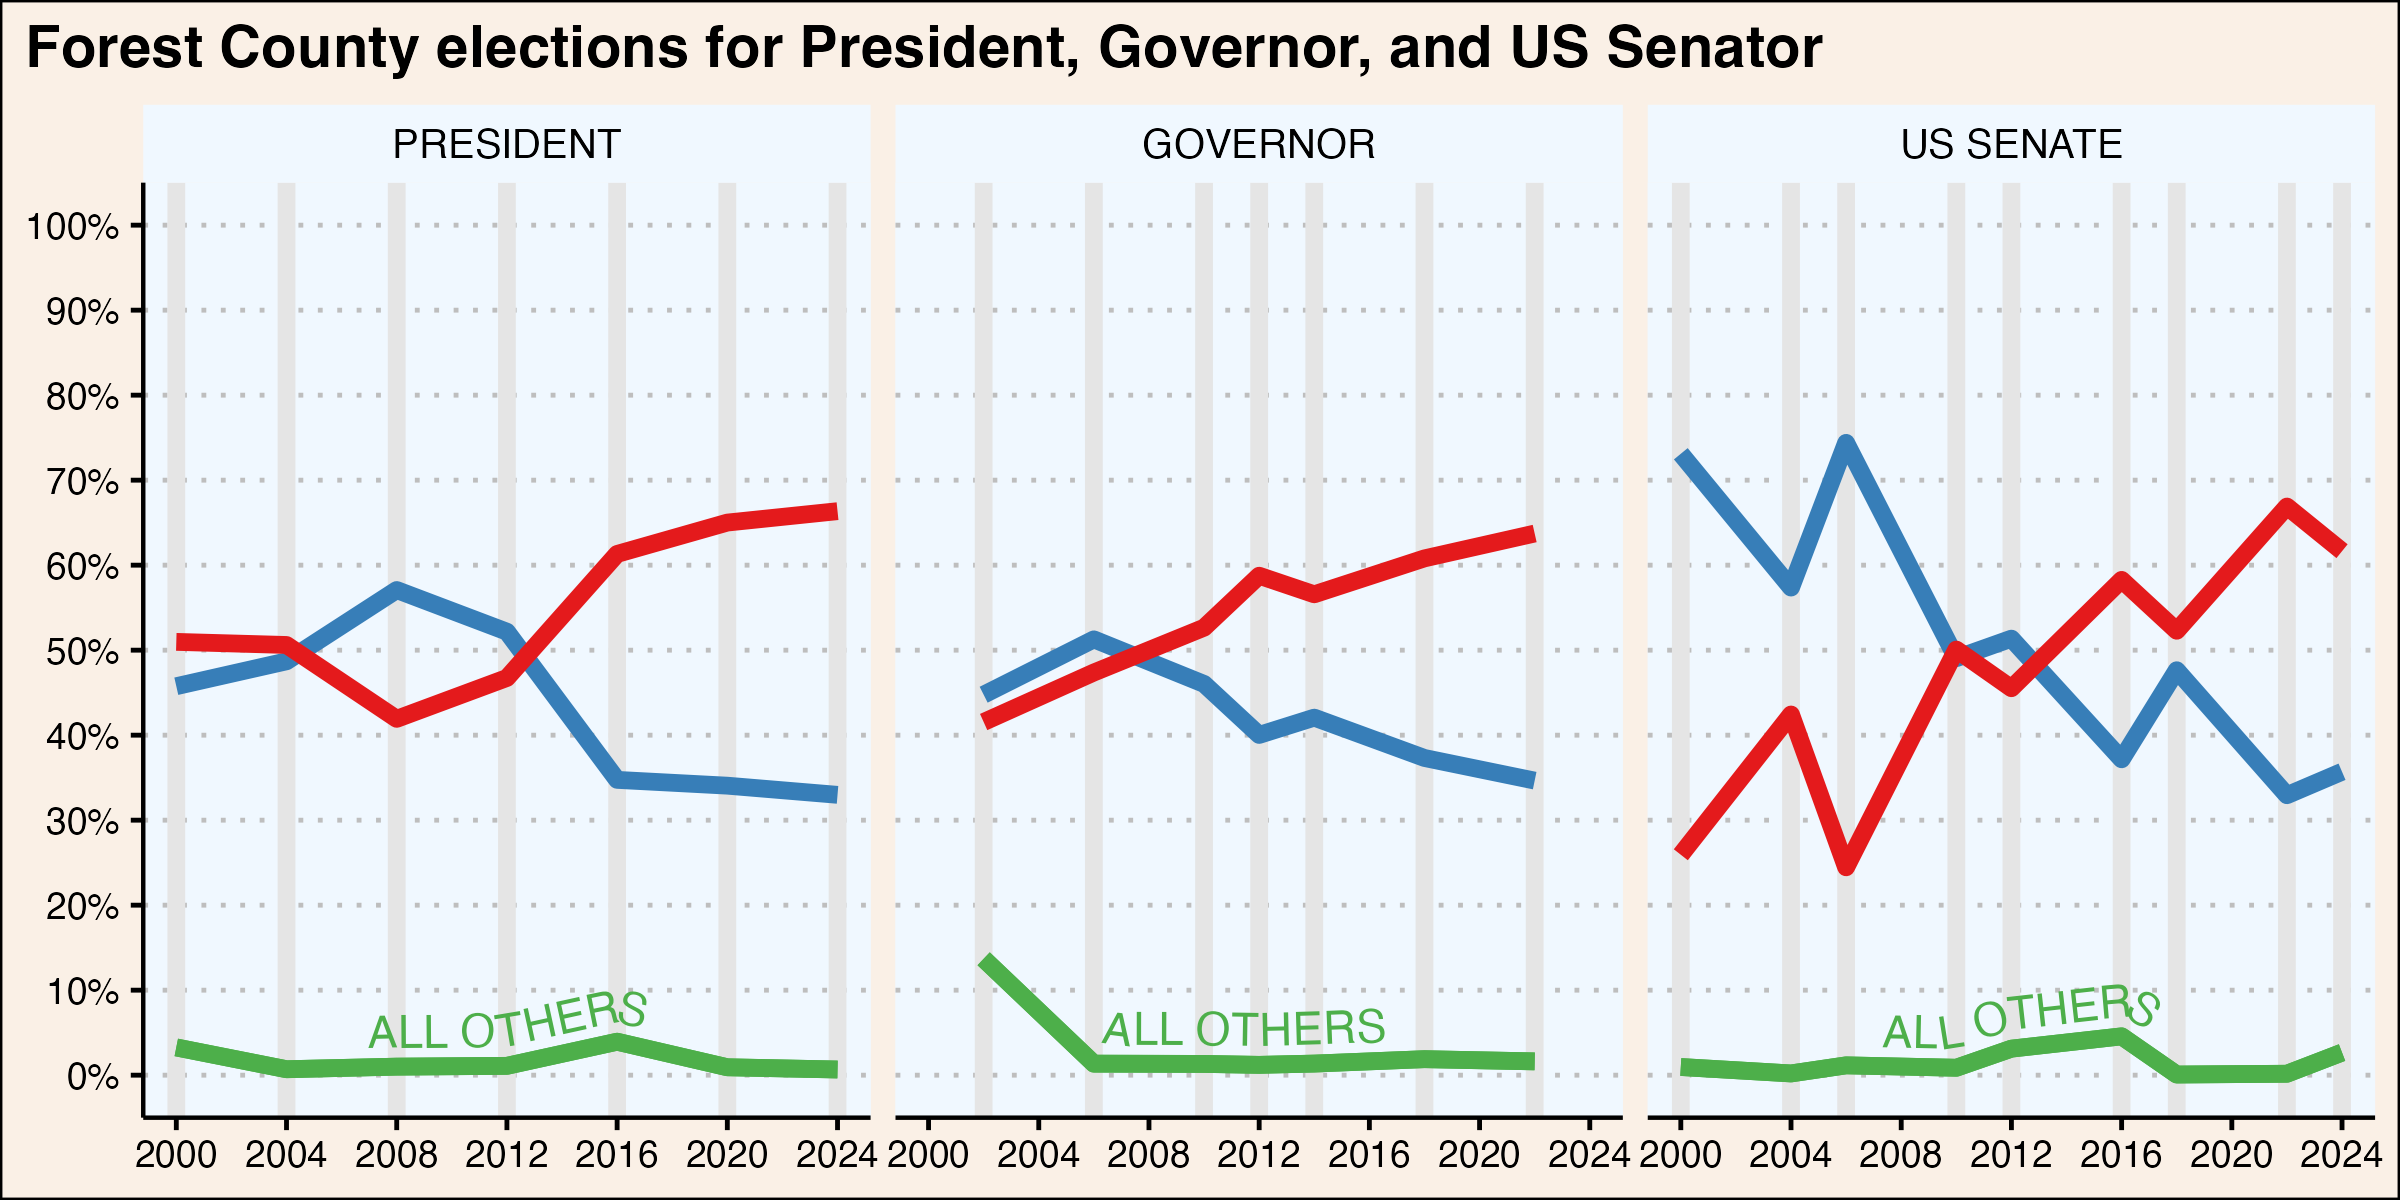 Forest County elections for President, Governor, and US Senator
PRESIDENT
GOVERNOR
US SENATE
100%
90%
80%
70%
60%
50%
40%
30%
20%
10%
0%
ALL OTHERS
ALL OTHERS
ALL OTHERS
2000 2004 2008 2012 2016 2020 2024
2000 2004 2008 2012 2016 2020 2024
2000 2004 2008 2012 2016 2020 2024